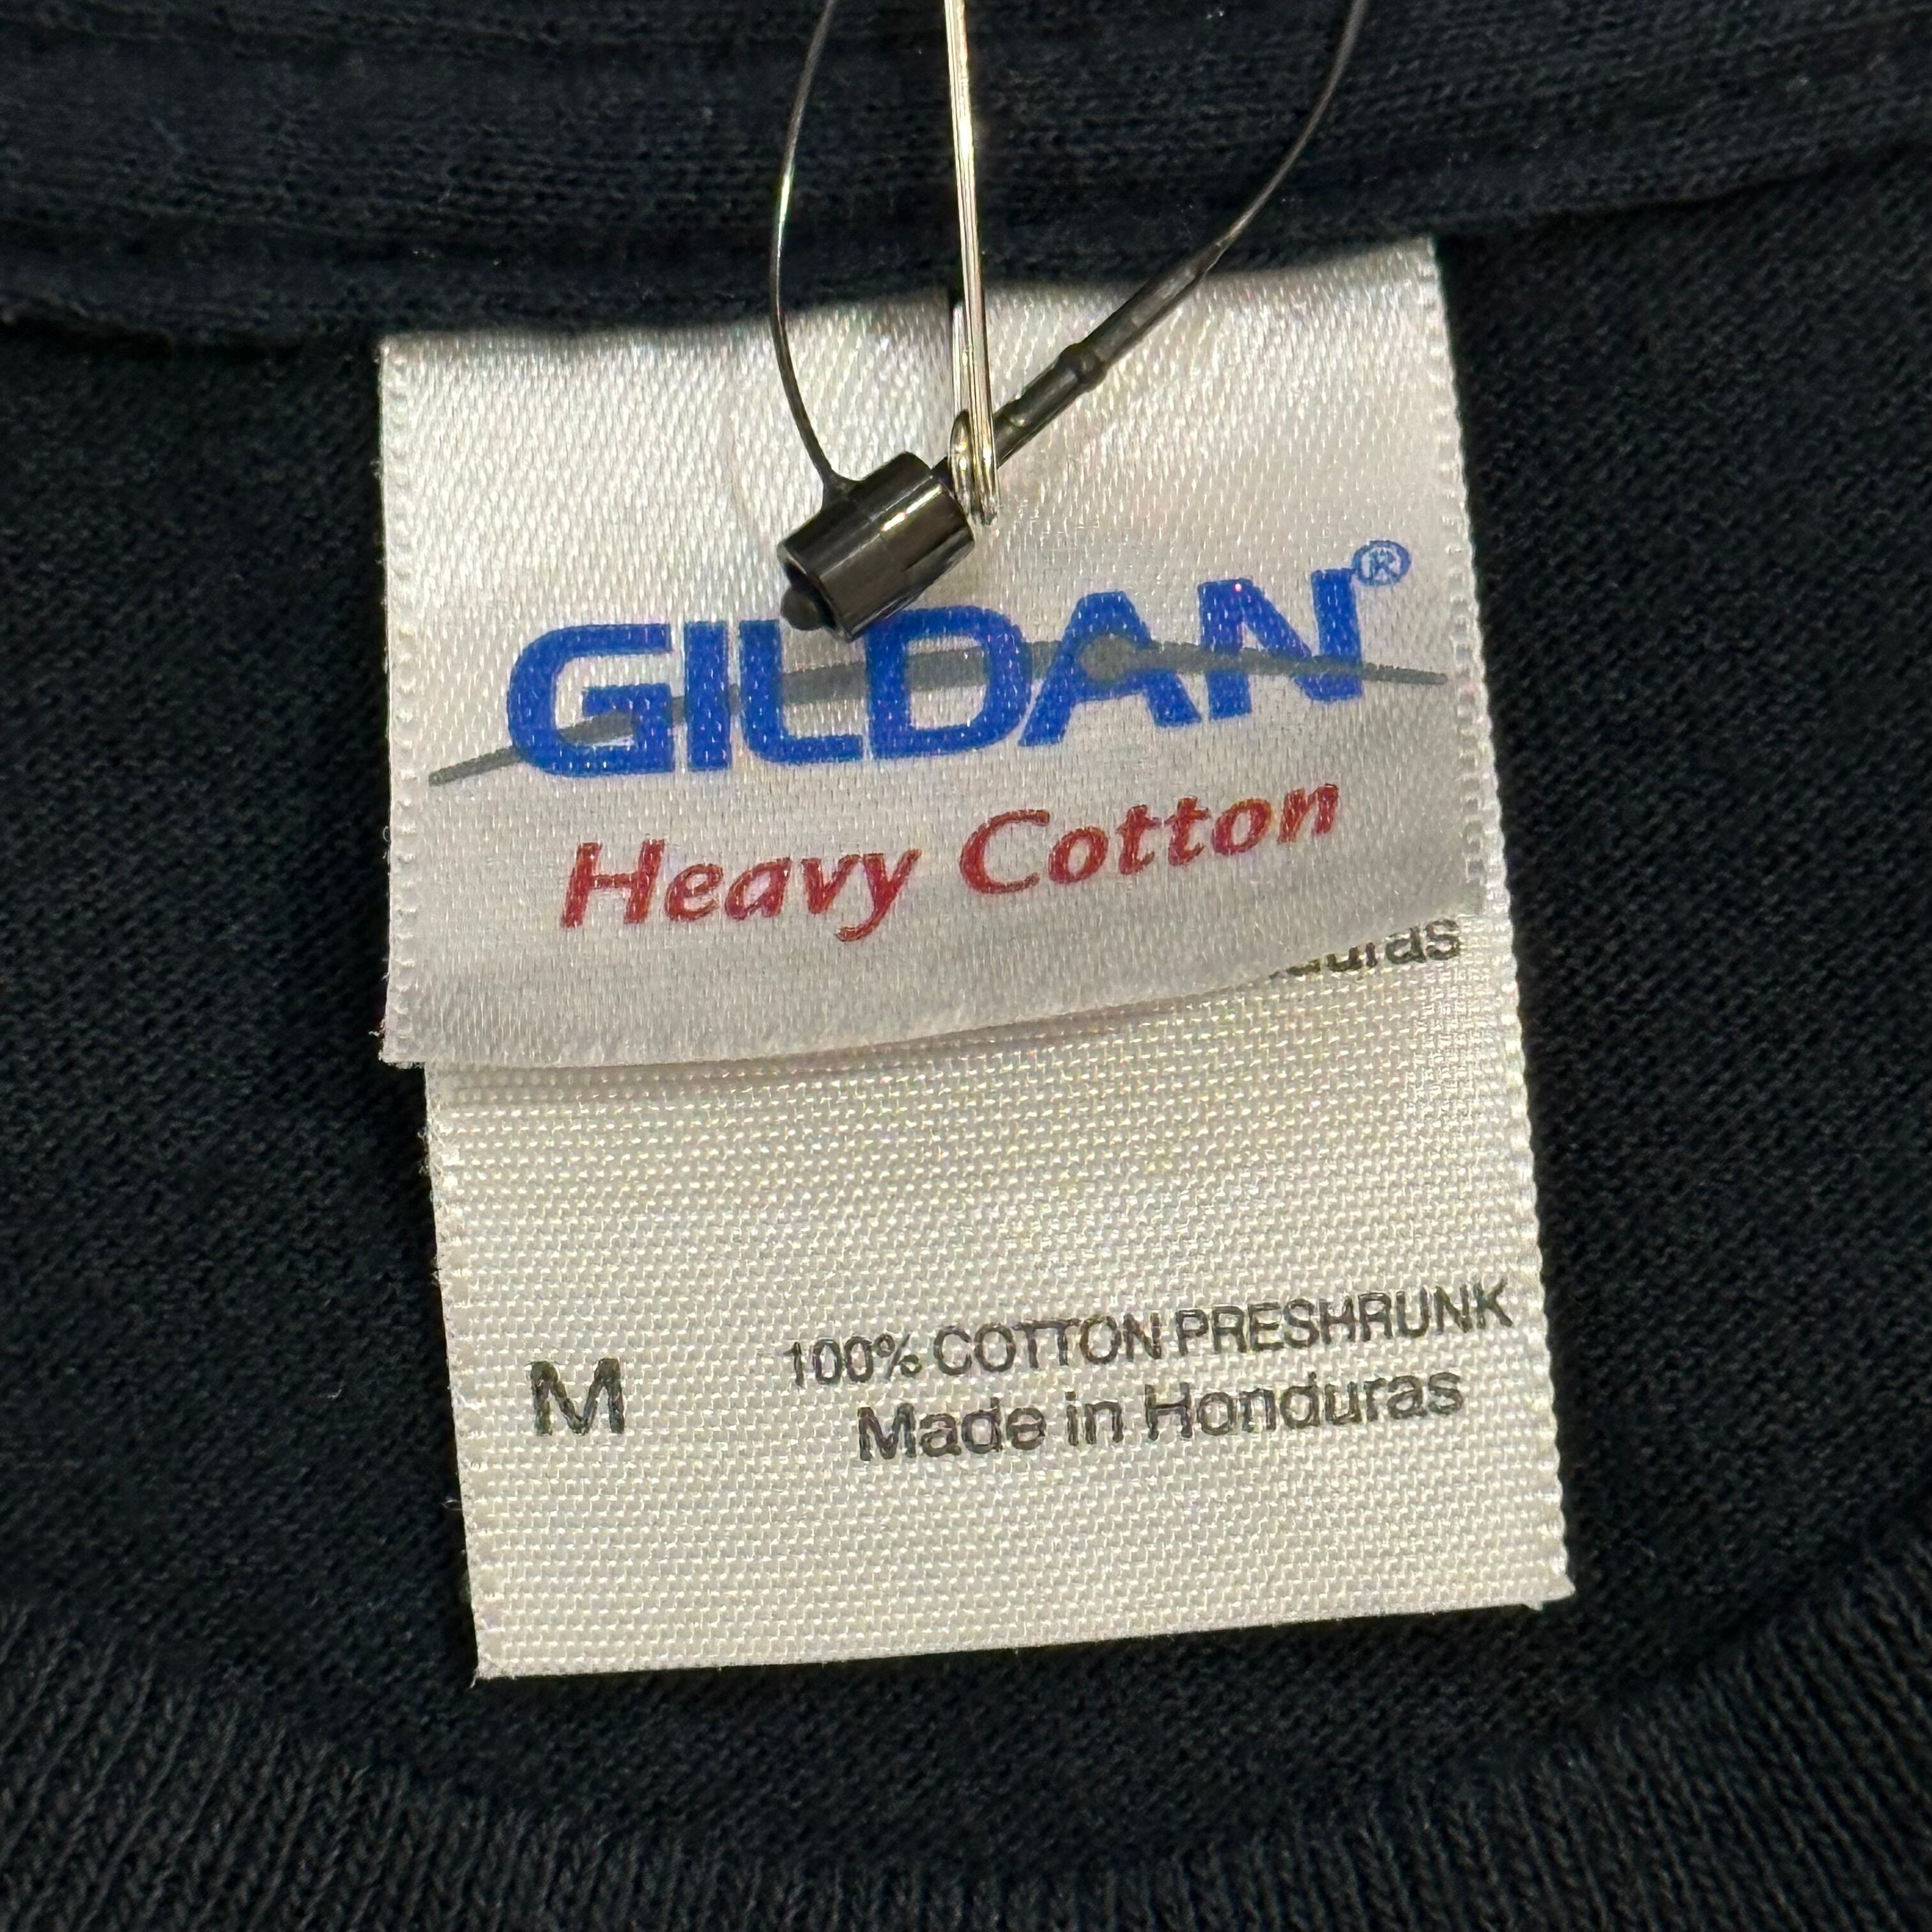 GILDAN®
Heavy Cotton
M
100% COTTON PRESHRUNK
Made in Honduras